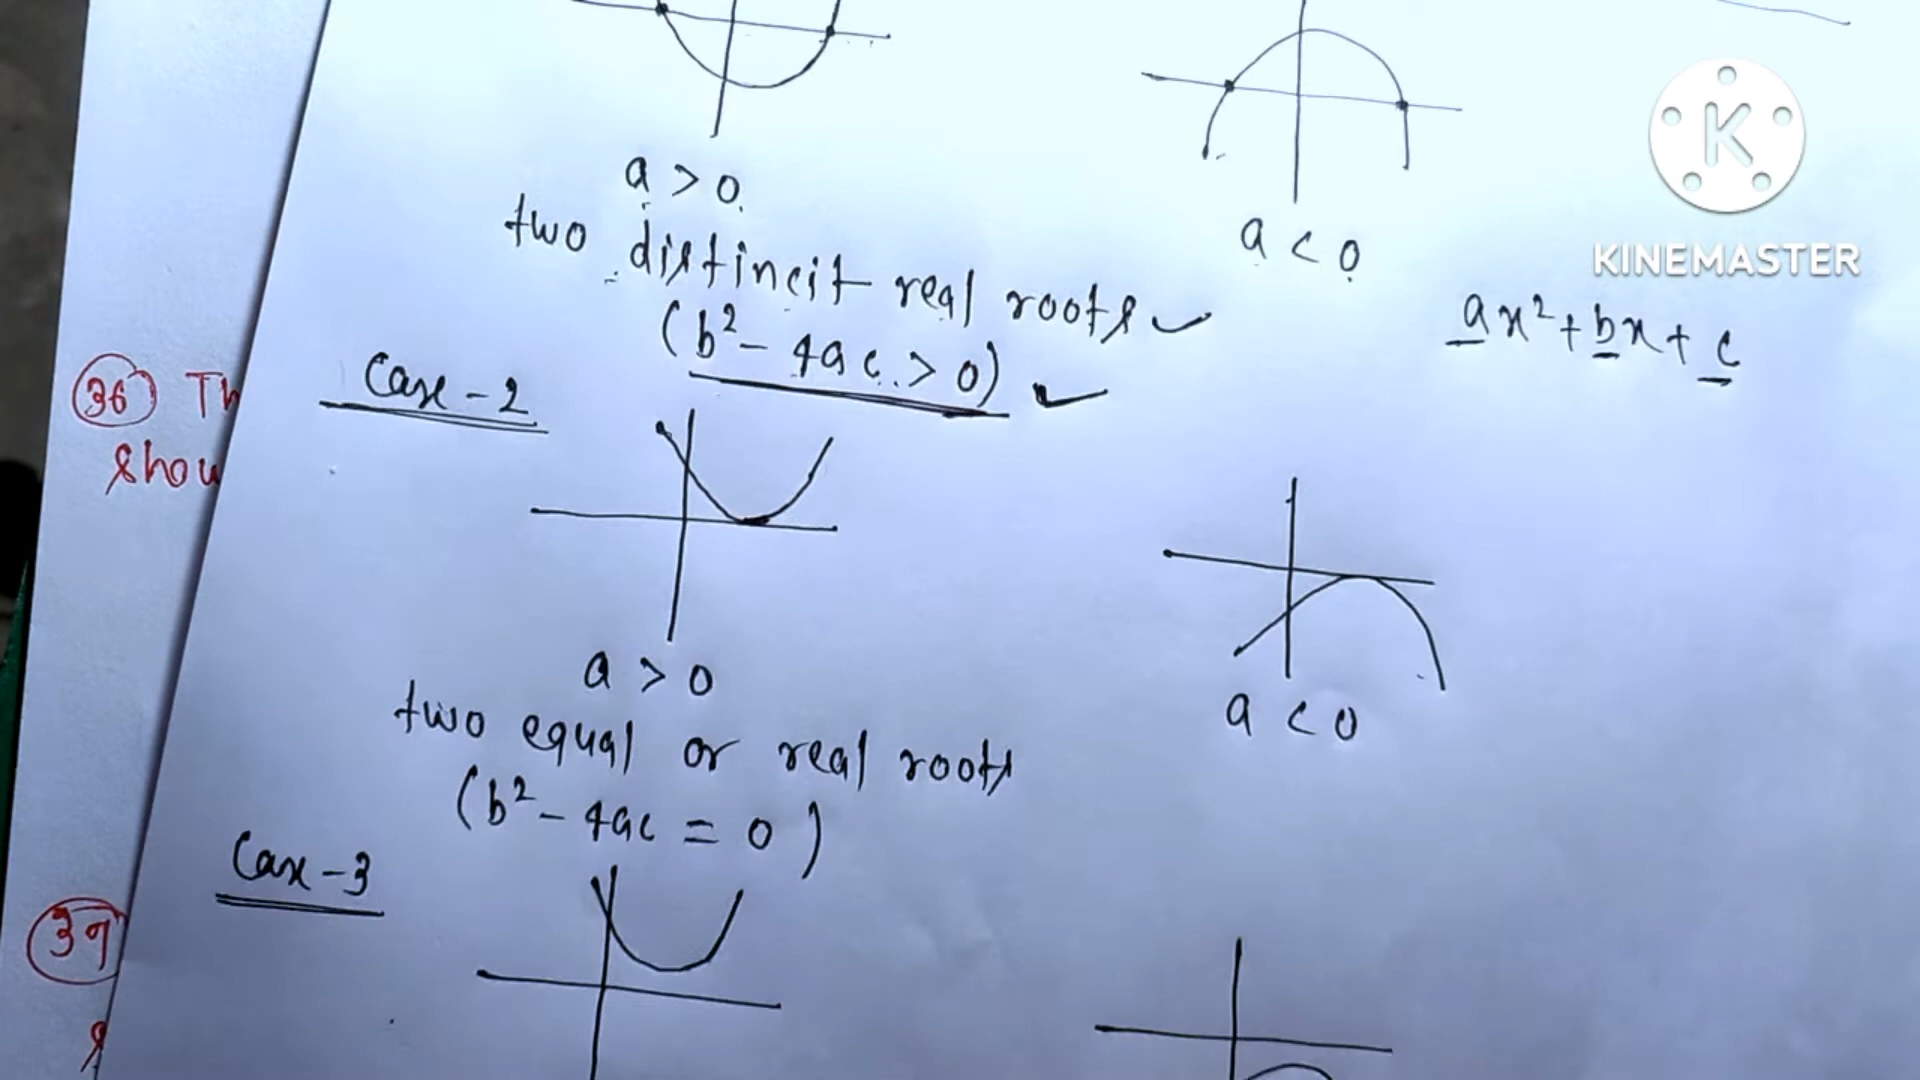 a > 0
a < 0
two distincit real roots
(b² - 4ac > 0)
KINEMASTER
ax² + bx + c
Case - 2
36 Th
show
a > 0
a < 0
two equal or real roots
(b² - 4ac = 0)
Case - 3
37